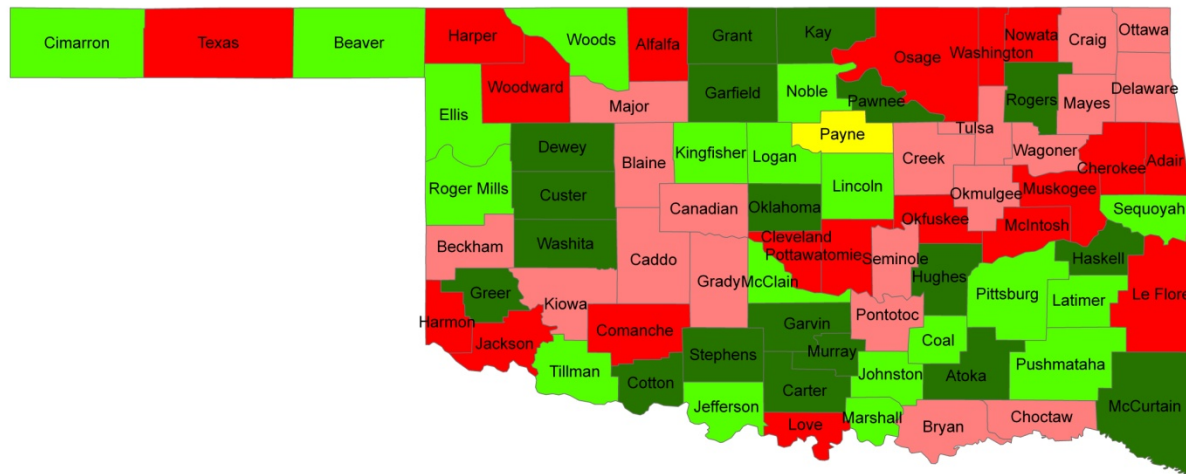 Cimarron
Texas
Beaver
Harper
Woods
Alfalfa
Grant
Kay
Osage
Washington
Nowata
Craig
Ottawa
Woodward
Major
Garfield
Noble
Pawnee
Rogers
Mayes
Delaware
Ellis
Dewey
Blaine
Kingfisher
Logan
Payne
Creek
Tulsa
Wagoner
Cherokee
Adair
Roger Mills
Custer
Canadian
Oklahoma
Lincoln
Okfuskee
Okmulgee
Muskogee
Sequoyah
Beckham
Washita
Caddo
Grady
McClain
Cleveland
Pottawatomie
Seminole
Hughes
McIntosh
Haskell
Greer
Kiowa
Harmon
Jackson
Comanche
Stephens
Garvin
Murray
Pontotoc
Coal
Pittsburg
Latimer
Le Flore
Tillman
Cotton
Jefferson
Carter
Love
Johnston
Marshall
Atoka
Bryan
Choctaw
Pushmataha
McCurtain